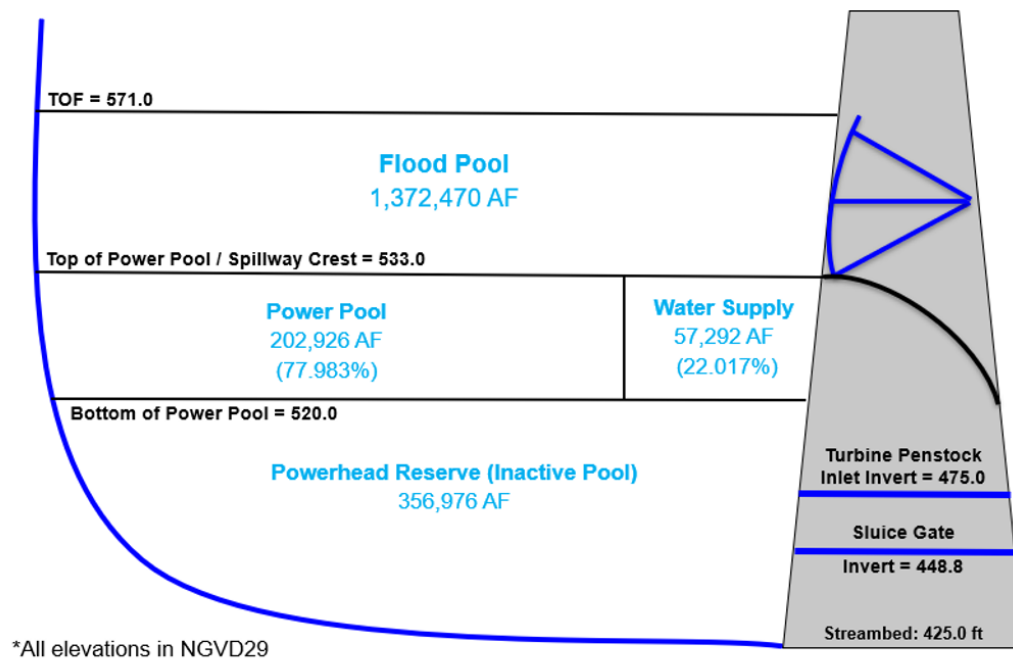 TOF = 571.0
Flood Pool
1,372,470 AF
Top of Power Pool / Spillway Crest = 533.0
Power Pool
202,926 AF
(77.983%)
Water Supply
57,292 AF
(22.017%)
Bottom of Power Pool = 520.0
Powerhead Reserve (Inactive Pool)
356,976 AF
Turbine Penstock
Inlet Invert = 475.0
Sluice Gate
Invert = 448.8
Streambed: 425.0 ft
*All elevations in NGVD29